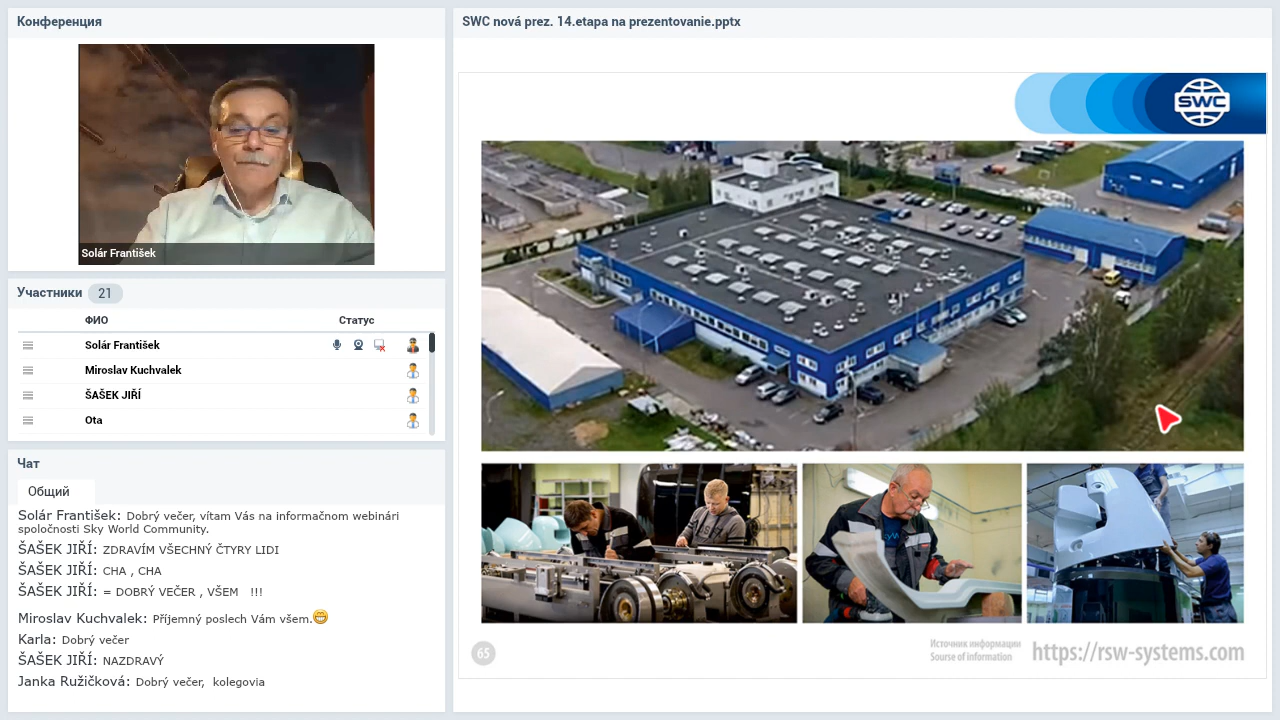 Конференция
Solár František
Участники 21
ФИО Статус
Solár František
Miroslav Kuchvalek
ŠAŠEK JIŘÍ
Ota
Чат
Общий
Solár František: Dobrý večer, vítam Vás na informačnom webinári
spoločnosti Sky World Community.
ŠAŠEK JIŘÍ: ZDRAVÍM VŠECHNÝ ČTYRY LIDI
ŠAŠEK JIŘÍ: CHA , CHA
ŠAŠEK JIŘÍ: = DOBRÝ VEČER , VŠEM !!!
Miroslav Kuchvalek: Příjemný poslech Vám všem.😁
Karla: Dobrý večer
ŠAŠEK JIŘÍ: NAZDRAVÝ
Janka Ružičková: Dobrý večer, kolegovia
SWC nová prez. 14.etapa na prezentovanie.pptx
SWC
65
Источник информации
Sourse of information
https://rsw-systems.com